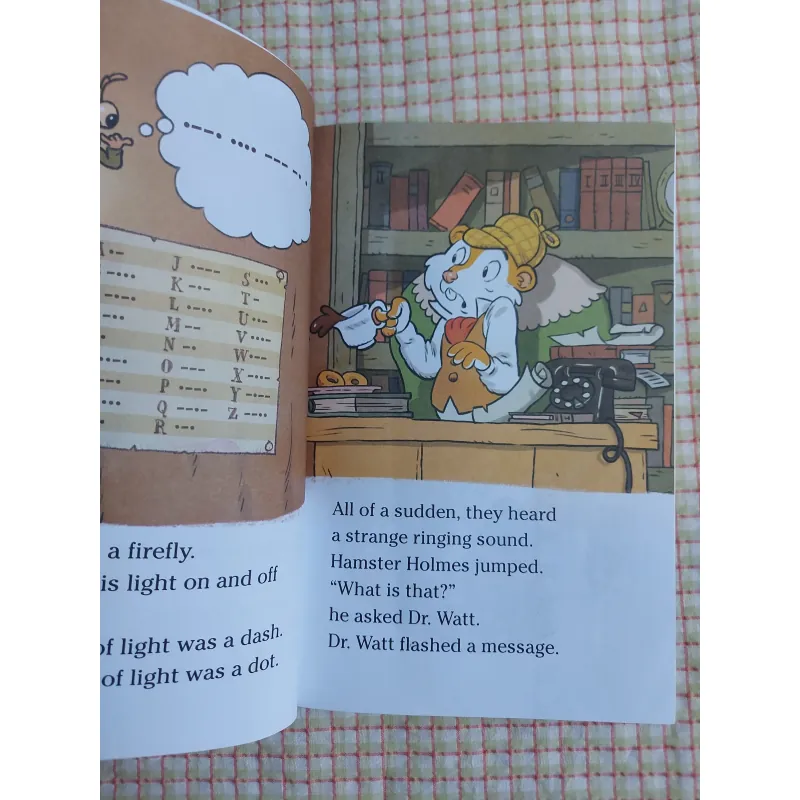 J
K
L
M
N
O
P
Q
R
S
T
U
V
W
X
Y
Z
a firefly.
is light on and off
of light was a dash.
of light was a dot.
All of a sudden, they heard
a strange ringing sound.
Hamster Holmes jumped.
“What is that?”
he asked Dr. Watt.
Dr. Watt flashed a message.